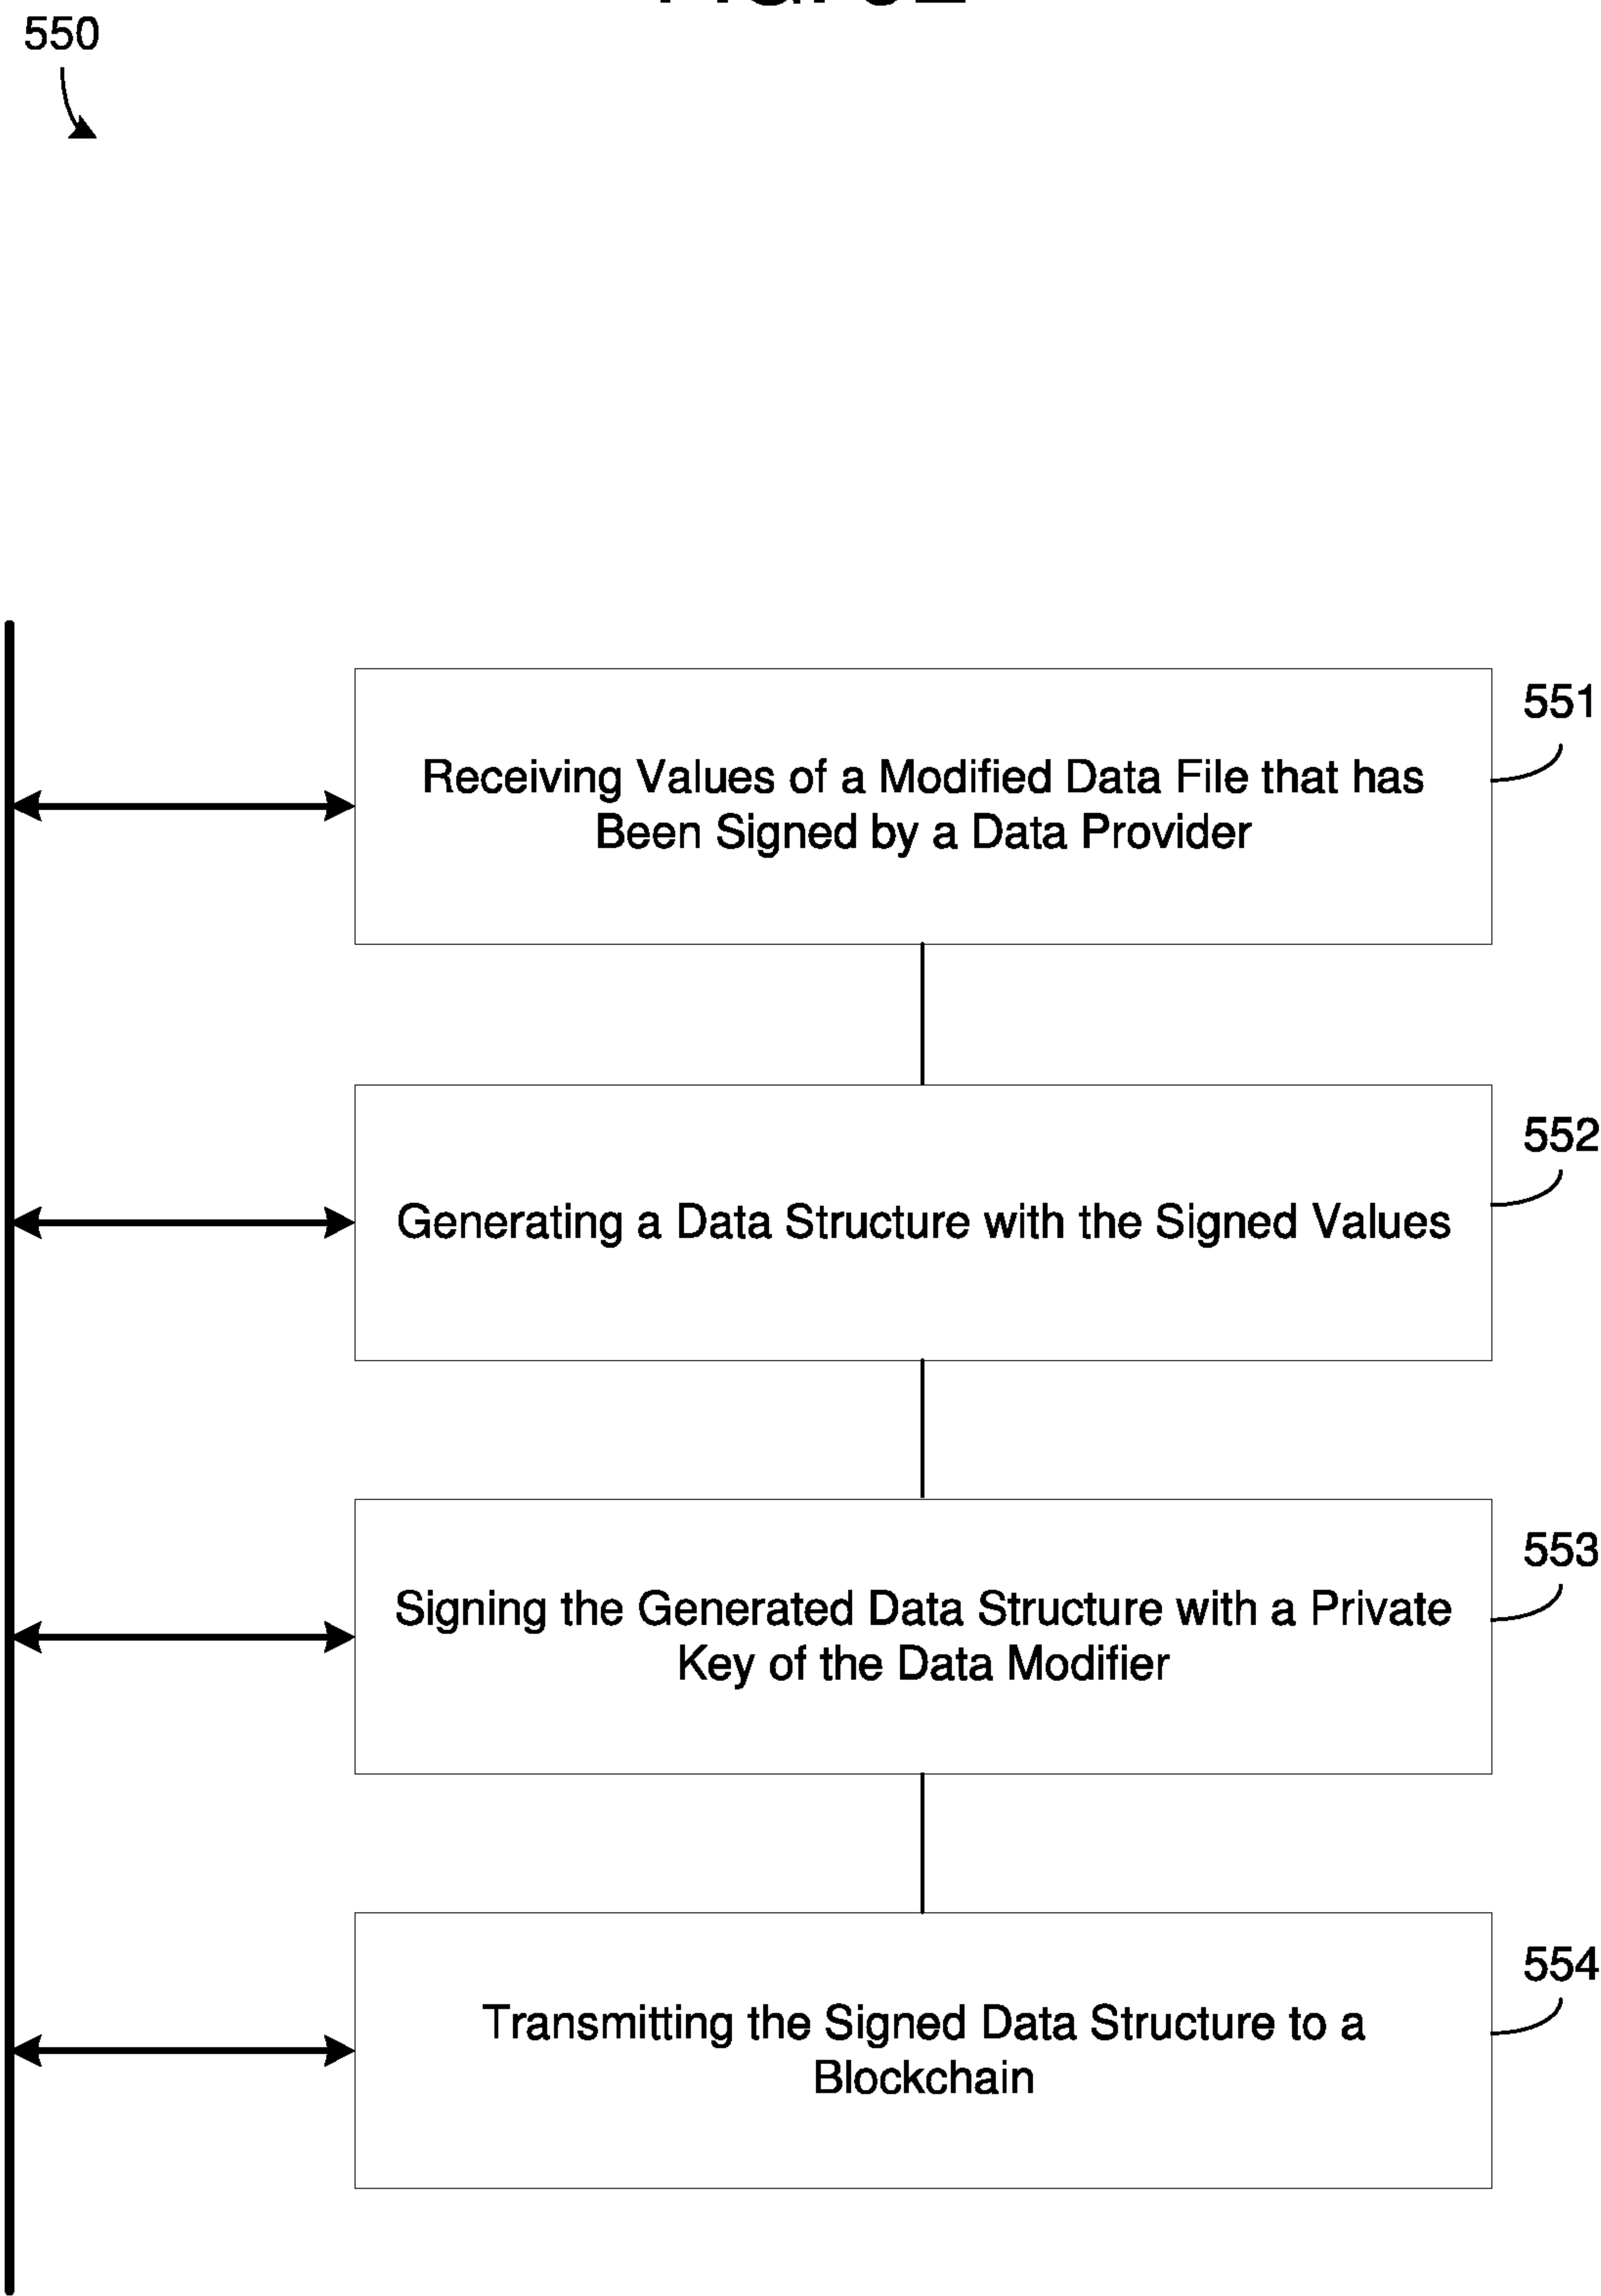 550
551
Receiving Values of a Modified Data File that has
Been Signed by a Data Provider
552
Generating a Data Structure with the Signed Values
553
Signing the Generated Data Structure with a Private
Key of the Data Modifier
554
Transmitting the Signed Data Structure to a
Blockchain